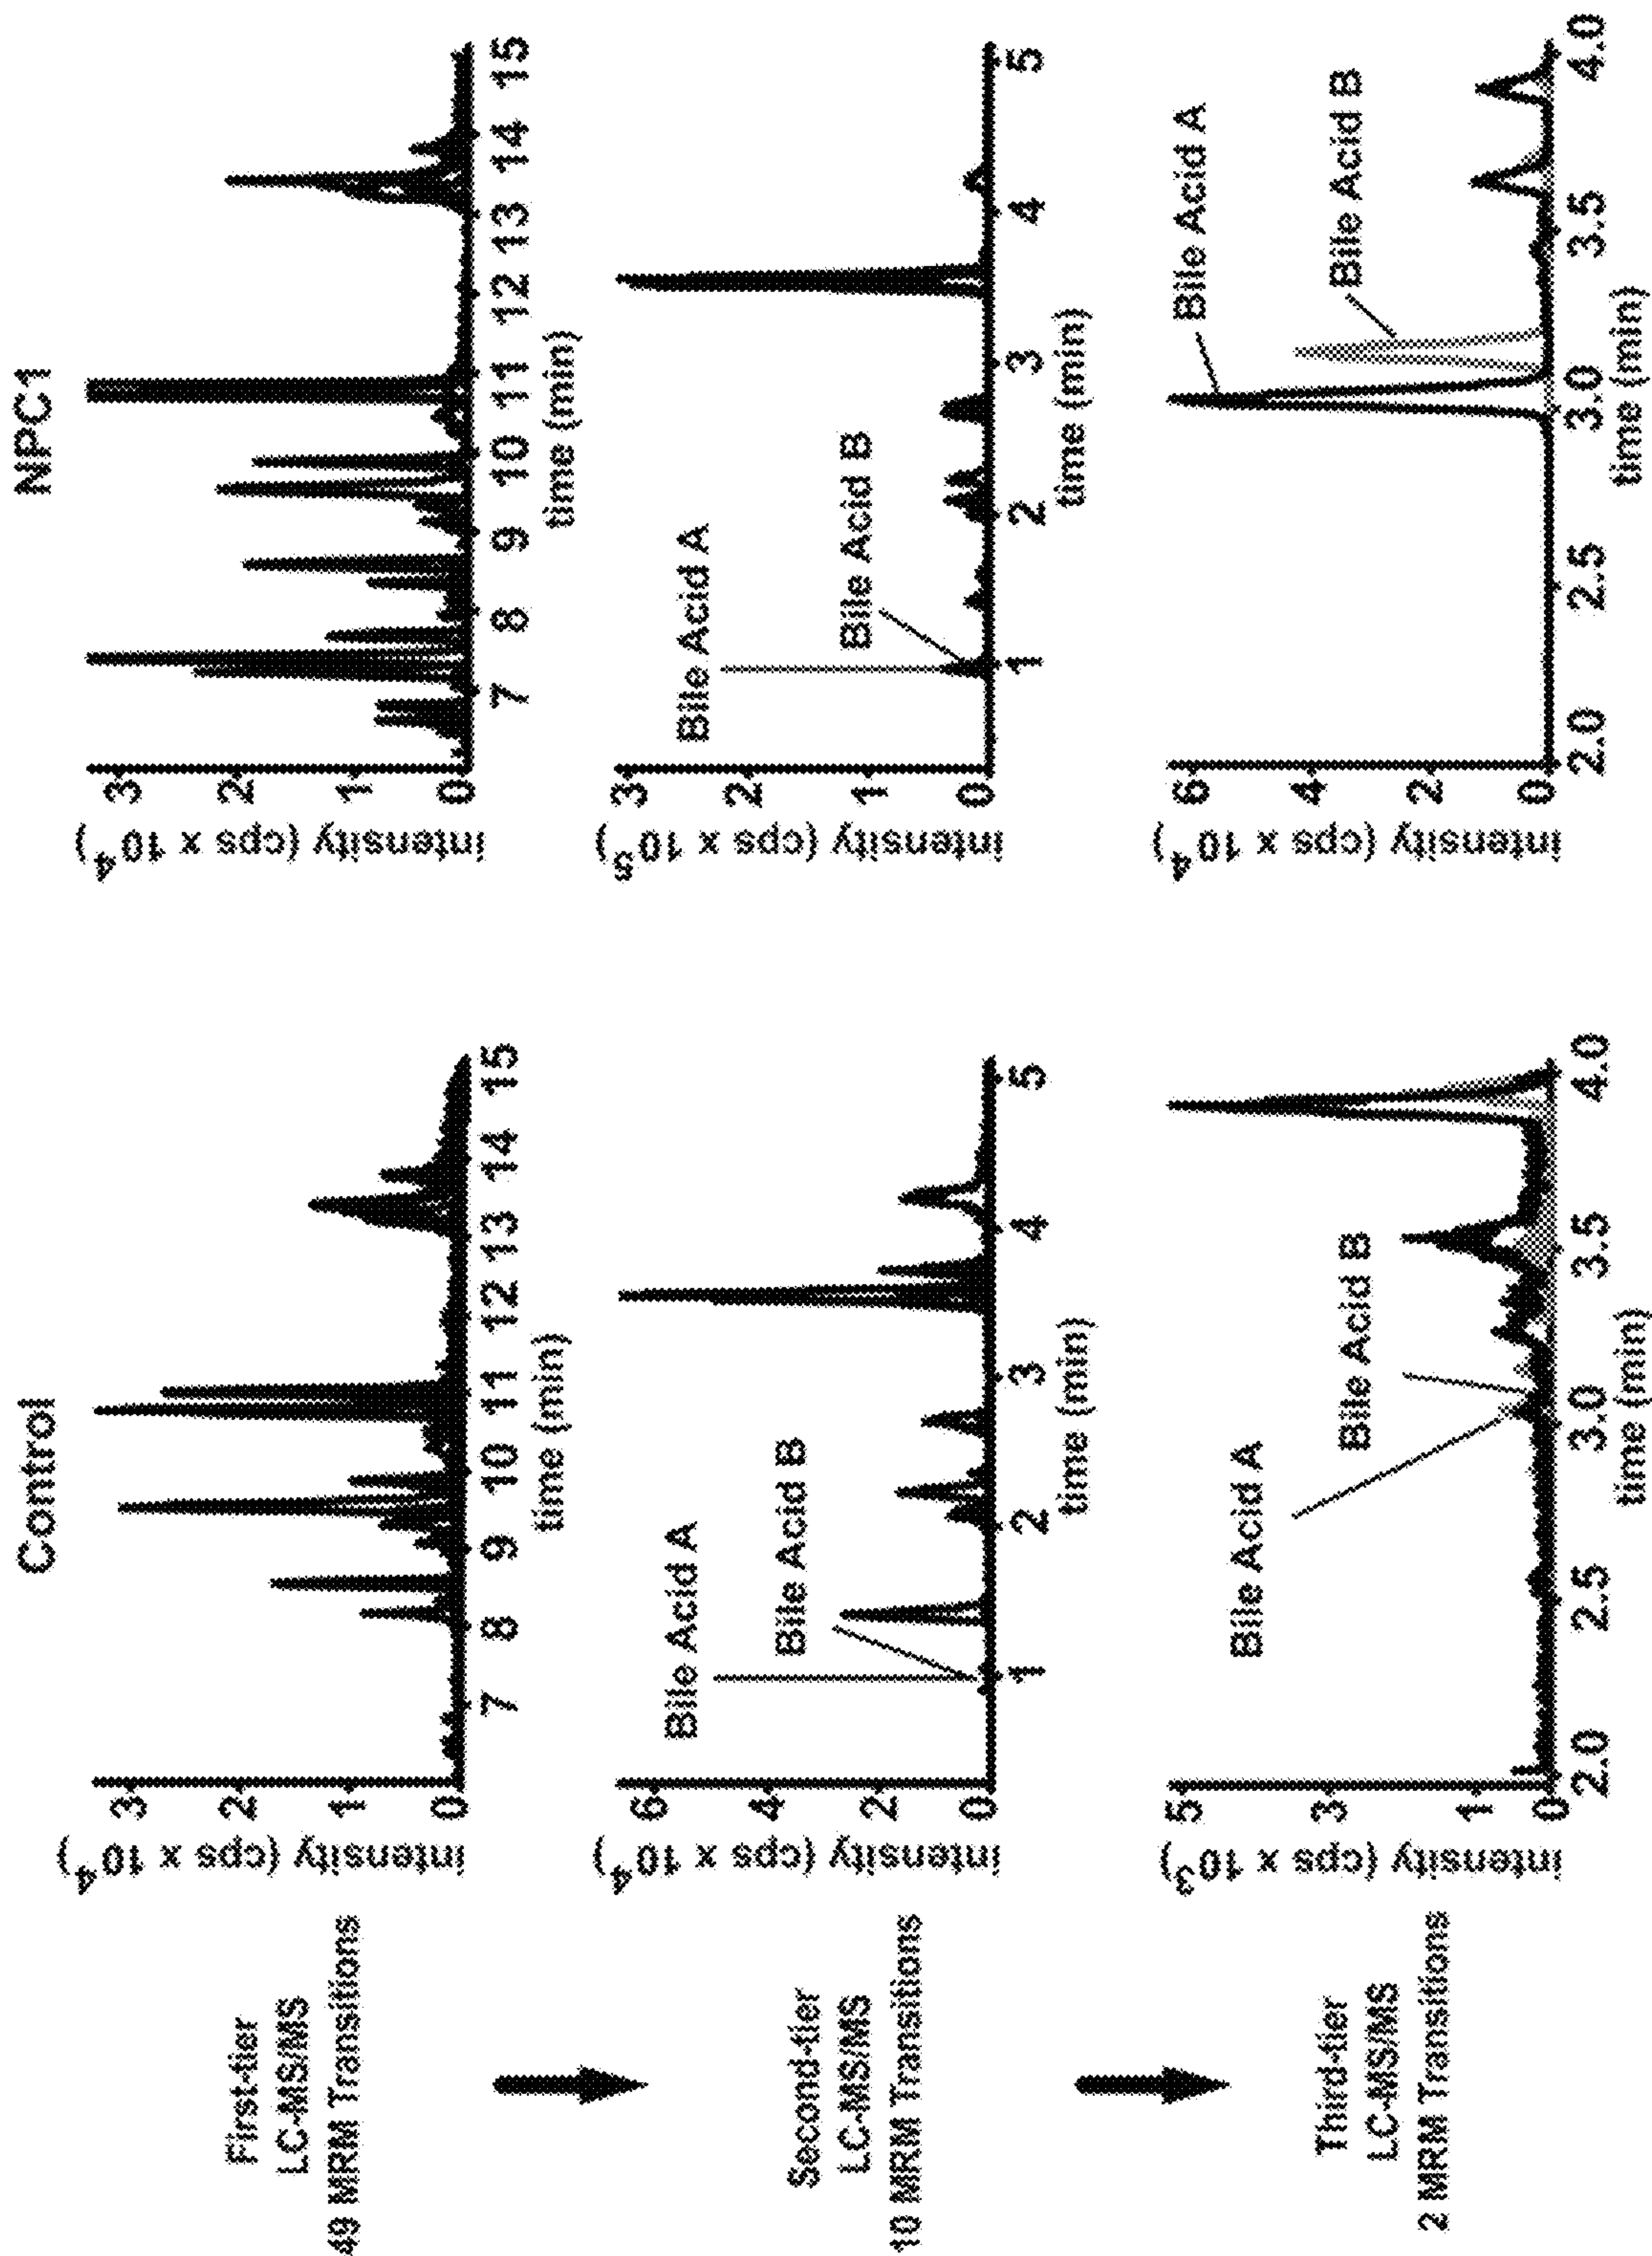 Control
NPC1
First-tier
LC-MS/MS
49 MRM Transitions
intensity (cps x 10⁴)
3
2
1
0
7 8 9 10 11 12 13 14 15
time (min)
intensity (cps x 10⁴)
3
2
1
0
7 8 9 10 11 12 13 14 15
time (min)
Second-tier
LC-MS/MS
10 MRM Transitions
intensity (cps x 10⁴)
6
4
2
0
Bile Acid A
Bile Acid B
1 2 3 4 5
time (min)
intensity (cps x 10⁵)
3
2
1
0
Bile Acid A
Bile Acid B
1 2 3 4 5
time (min)
Third-tier
LC-MS/MS
2 MRM Transitions
intensity (cps x 10³)
5
3
1
0
Bile Acid A
Bile Acid B
2.0 2.5 3.0 3.5 4.0
time (min)
intensity (cps x 10⁴)
6
4
2
0
Bile Acid A
Bile Acid B
2.0 2.5 3.0 3.5 4.0
time (min)